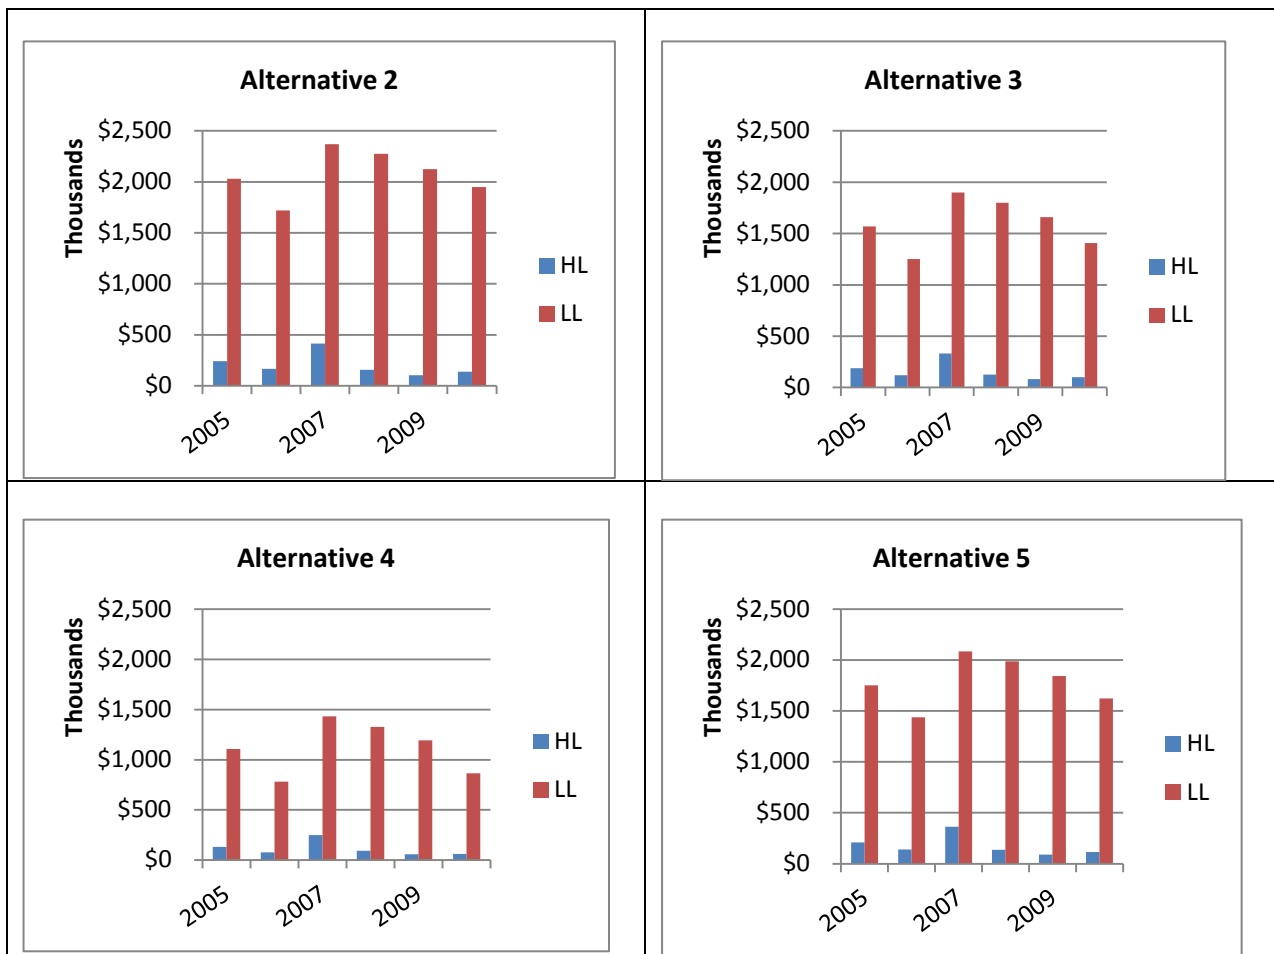 Alternative 2
Thousands
$2,500
$2,000
$1,500
$1,000
$500
$0
2005
2007
2009
HL
LL
Alternative 3
Thousands
$2,500
$2,000
$1,500
$1,000
$500
$0
2005
2007
2009
HL
LL
Alternative 4
Thousands
$2,500
$2,000
$1,500
$1,000
$500
$0
2005
2007
2009
HL
LL
Alternative 5
Thousands
$2,500
$2,000
$1,500
$1,000
$500
$0
2005
2007
2009
HL
LL